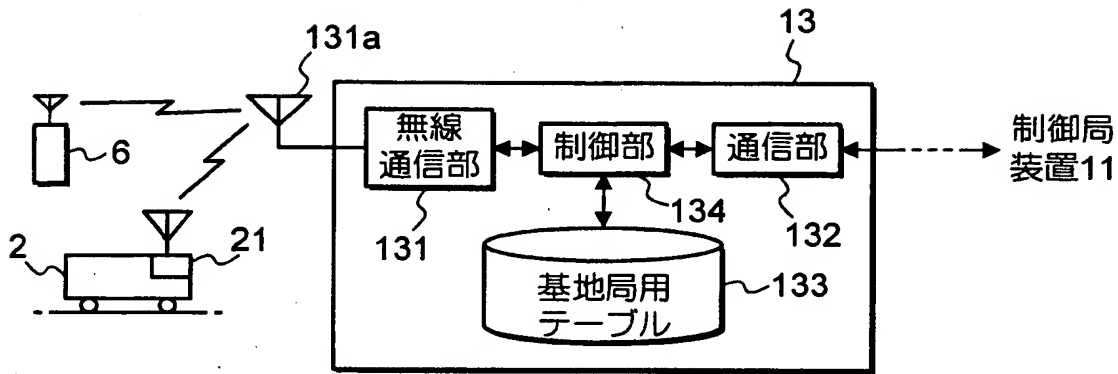 131a
13
6
無線
通信部
制御部
通信部
制御局
装置11
131
134
132
2
21
基地局用
テーブル
133